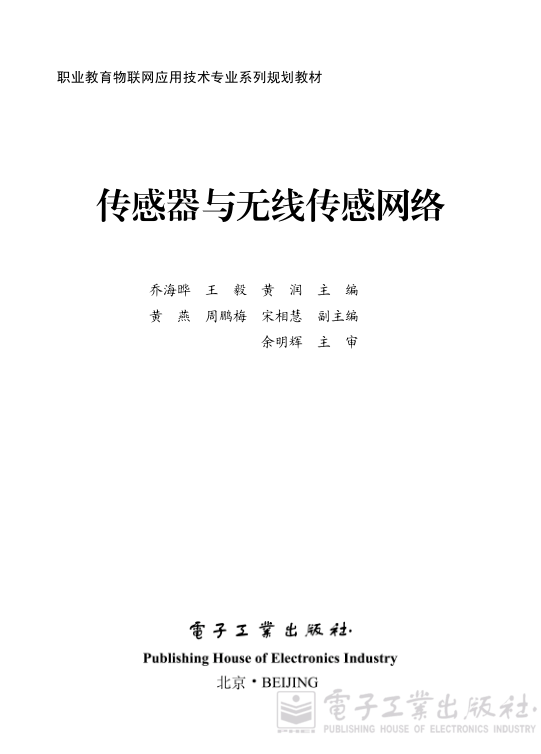 职业教育物联网应用技术专业系列规划教材
传感器与无线传感网络
乔海晔 王 毅 黄 润 主 编
黄 燕 周鹏梅 宋相慧 副主编
余明辉 主 审
電子工業出版社·
Publishing House of Electronics Industry
北京·BEIJING
電子工業出版社·
PUBLISHING HOUSE OF ELECTRONICS INDUSTRY